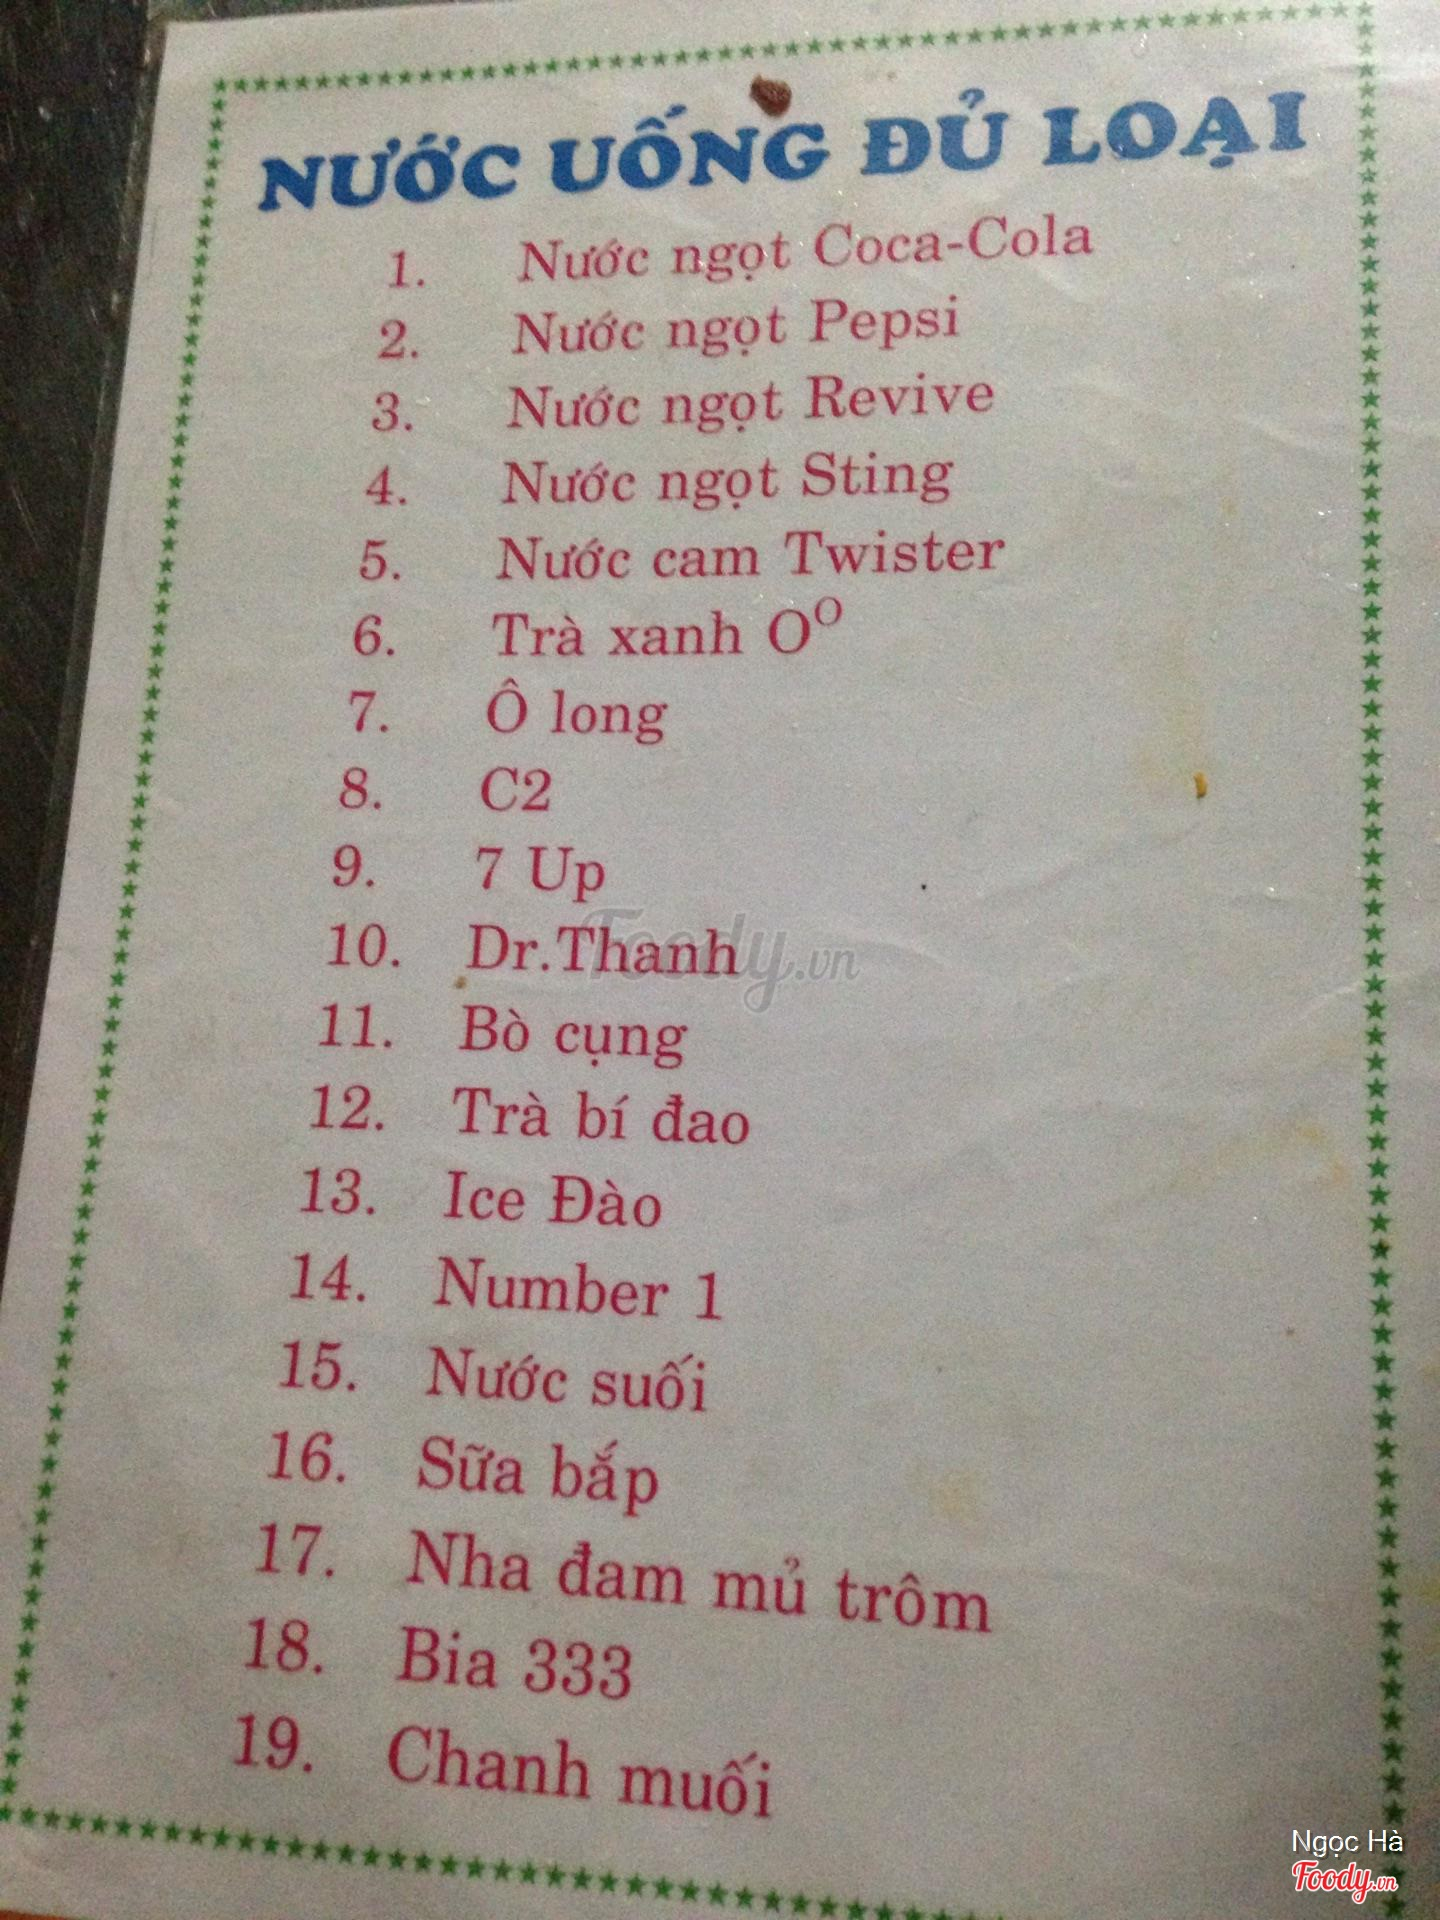 NƯỚC UỐNG ĐỦ LOẠI
1. Nước ngọt Coca-Cola
2. Nước ngọt Pepsi
3. Nước ngọt Revive
4. Nước ngọt Sting
5. Nước cam Twister
6. Trà xanh O^O
7. Ô long
8. C2
9. 7 Up
10. Dr.Thanh
Foody.vn
11. Bò cụng
12. Trà bí đao
13. Ice Đào
14. Number 1
15. Nước suối
16. Sữa bắp
17. Nha đam mủ trôm
18. Bia 333
19. Chanh muối
Ngọc Hà
Foody.vn